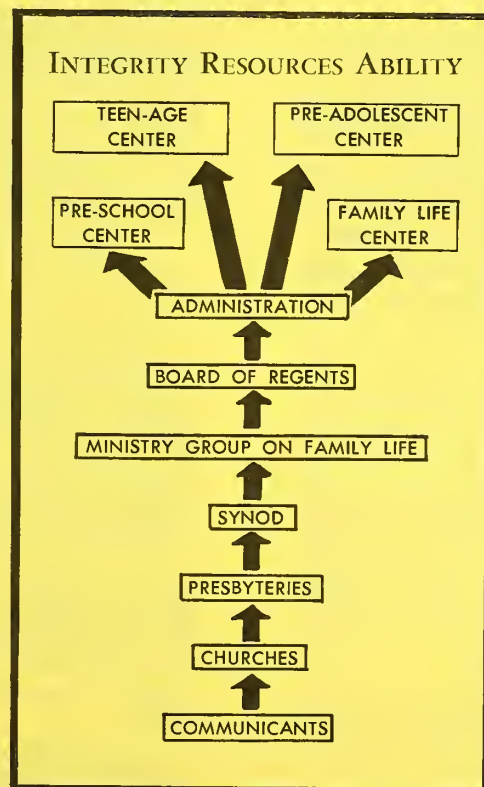 INTEGRITY RESOURCES ABILITY
TEEN-AGE
CENTER
PRE-ADOLESCENT
CENTER
PRE-SCHOOL
CENTER
FAMILY LIFE
CENTER
ADMINISTRATION
BOARD OF REGENTS
MINISTRY GROUP ON FAMILY LIFE
SYNOD
PRESBYTERIES
CHURCHES
COMMUNICANTS